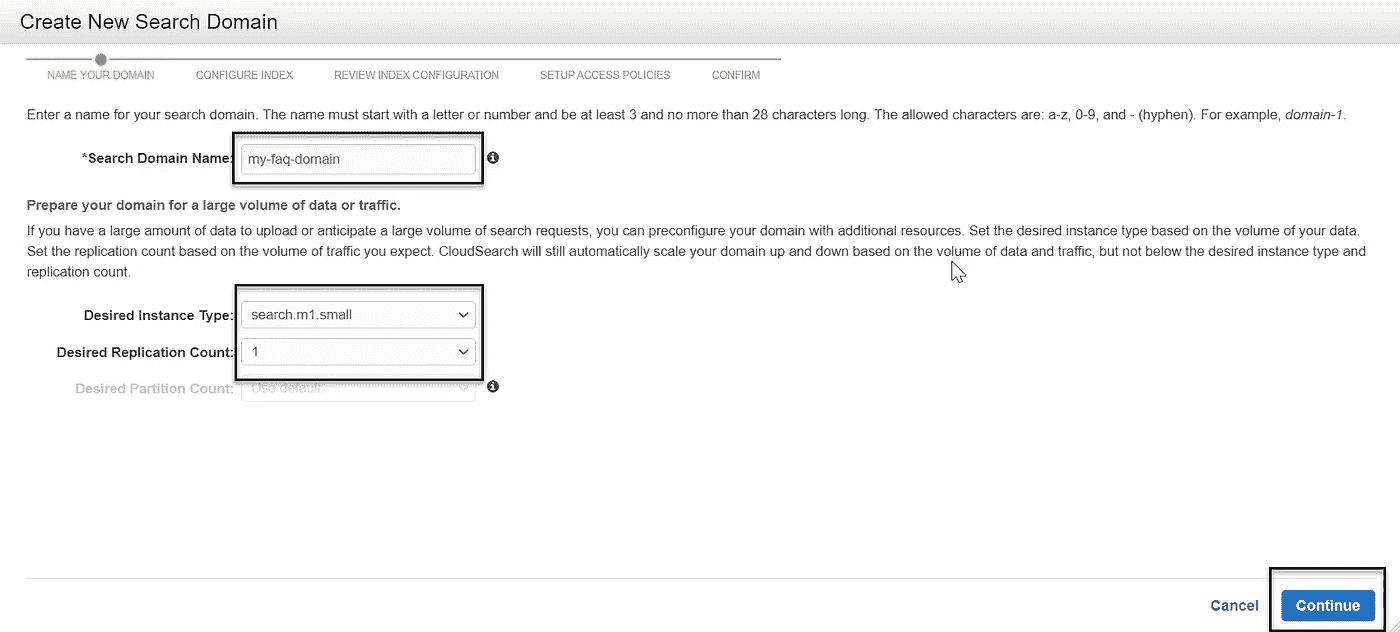 Create New Search Domain
NAME YOUR DOMAIN CONFIGURE INDEX REVIEW INDEX CONFIGURATION SETUP ACCESS POLICIES CONFIRM
Enter a name for your search domain. The name must start with a letter or number and be at least 3 and no more than 28 characters long. The allowed characters are: a-z, 0-9, and - (hyphen). For example, domain-1.
*Search Domain Name: my-faq-domain
Prepare your domain for a large volume of data or traffic.
If you have a large amount of data to upload or anticipate a large volume of search requests, you can preconfigure your domain with additional resources. Set the desired instance type based on the volume of your data.
Set the replication count based on the volume of traffic you expect. CloudSearch will still automatically scale your domain up and down based on the volume of data and traffic, but not below the desired instance type and
replication count.
Desired Instance Type: search.m1.small
Desired Replication Count: 1
Desired Partition Count: Use default
Cancel Continue